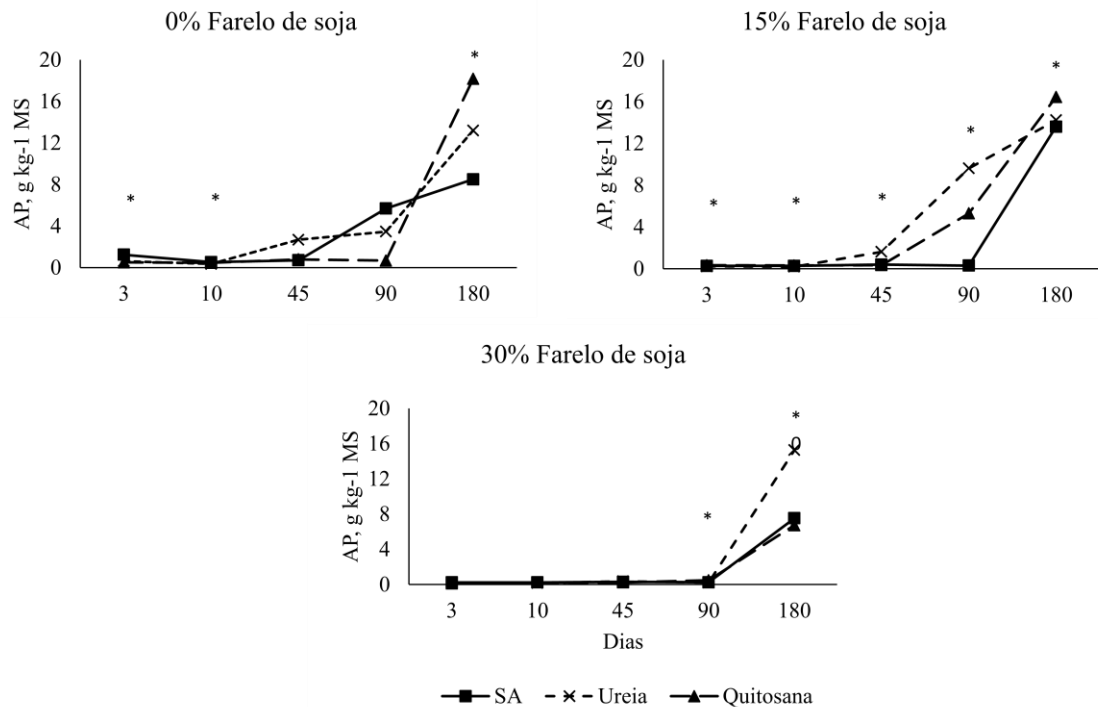 0% Farelo de soja
AP, g kg-1 MS
20
16
12
8
4
0
* * *
3 10 45 90 180
15% Farelo de soja
AP, g kg-1 MS
20
16
12
8
4
0
* * * * *
3 10 45 90 180
30% Farelo de soja
AP, g kg-1 MS
20
16
12
8
4
0
* *
0
3 10 45 90 180
Dias
SA Ureia Quitosana